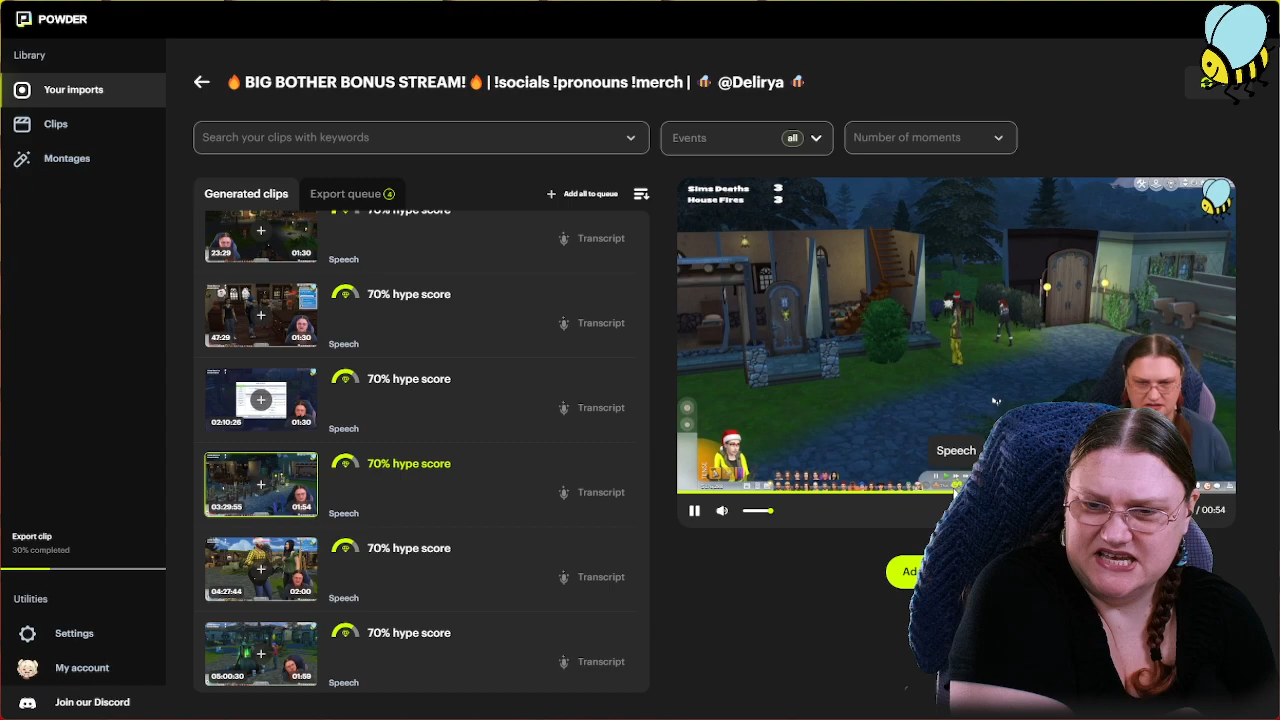 POWDER
Library
Your imports
Clips
Montages
🔥 BIG BOTHER BONUS STREAM! 🔥 | !socials !pronouns !merch | 🐝 @Delirya 🐝
Search your clips with keywords
Events
all
Number of moments
Generated clips
Export queue 4
Add all to queue
70% hype score
Transcript
23:29
01:30
Speech
70% hype score
Transcript
47:29
01:30
Speech
70% hype score
Transcript
02:10:26
01:30
Speech
70% hype score
Transcript
03:29:55
01:54
Speech
70% hype score
Transcript
04:27:44
02:00
Speech
70% hype score
Transcript
05:00:30
01:59
Speech
Sims Deaths 3
House Fires 3
Speech
/ 00:54
Export clip
30% completed
Utilities
Settings
My account
Join our Discord